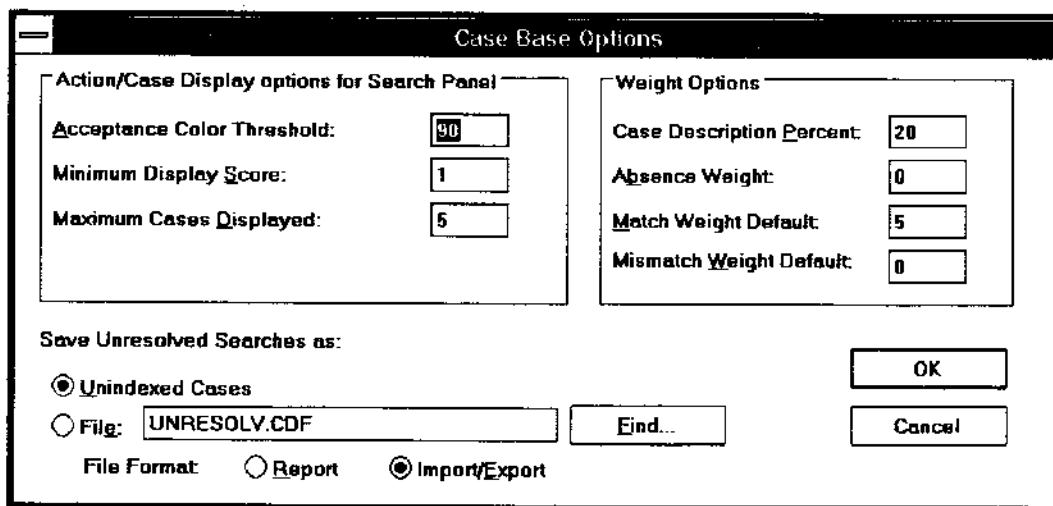 Case Base Options
Action/Case Display options for Search Panel
Acceptance Color Threshold: 90
Minimum Display Score: 1
Maximum Cases Displayed: 5
Weight Options
Case Description Percent: 20
Absence Weight: 0
Match Weight Default: 5
Mismatch Weight Default: 0
Save Unresolved Searches as:
Unindexed Cases
File: UNRESOLV.CDF Find...
File Format: Report Import/Export
OK
Cancel